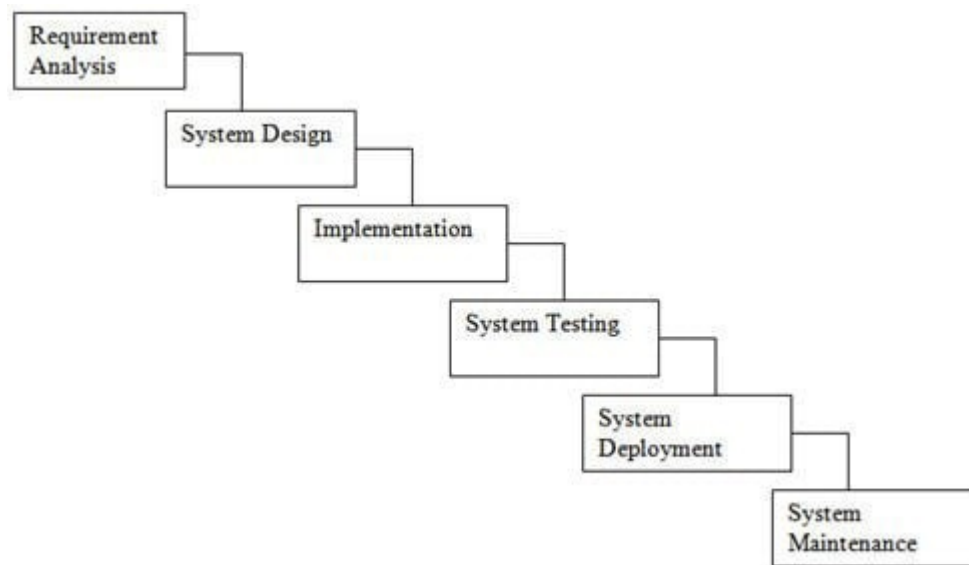 Requirement
Analysis
System Design
Implementation
System Testing
System
Deployment
System
Maintenance